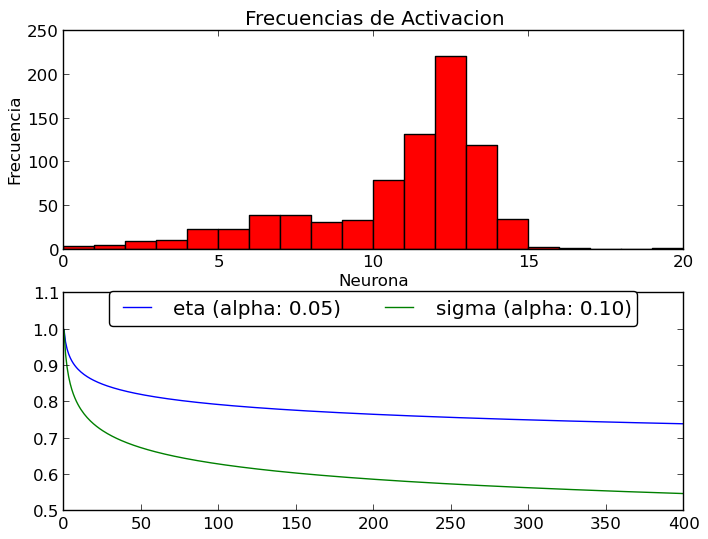 Frecuencias de Activacion
250
200
150
100
50
0
Frecuencia
0 5 10 15 20
Neurona
1.1
1.0
0.9
0.8
0.7
0.6
0.5
eta (alpha: 0.05) sigma (alpha: 0.10)
0 50 100 150 200 250 300 350 400